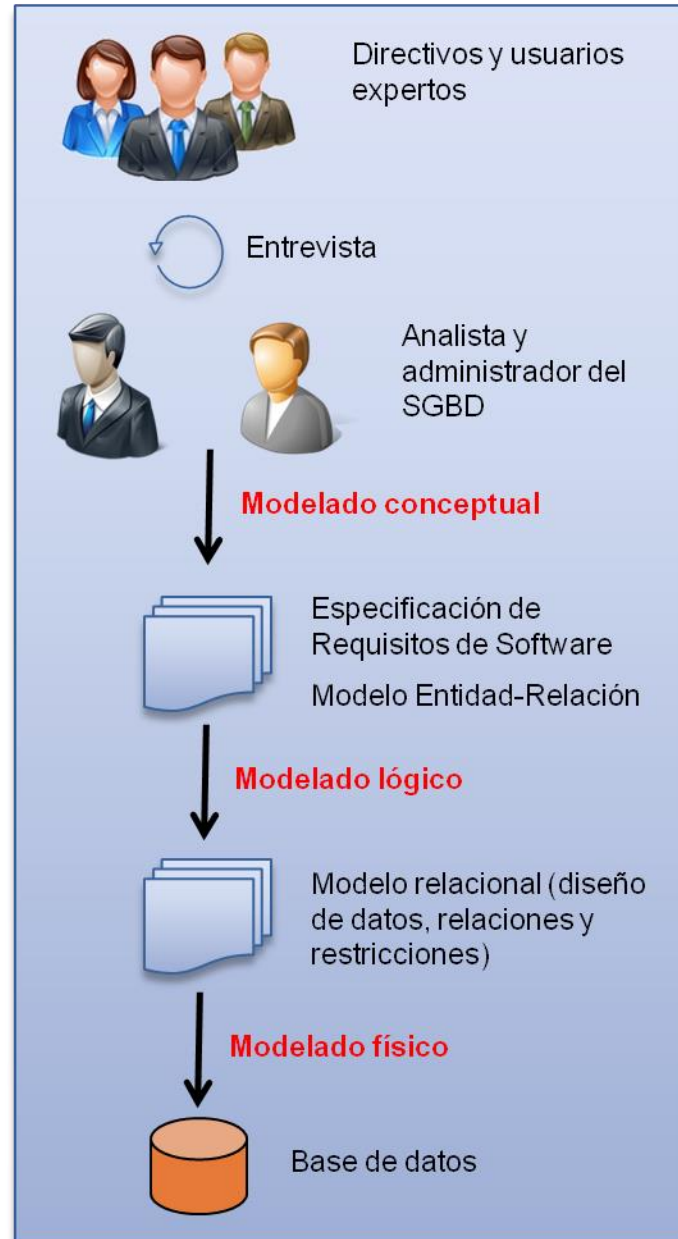 Directivos y usuarios
expertos
Entrevista
Analista y
administrador del
SGBD
Modelado conceptual
Especificación de
Requisitos de Software
Modelo Entidad-Relación
Modelado lógico
Modelo relacional (diseño
de datos, relaciones y
restricciones)
Modelado físico
Base de datos